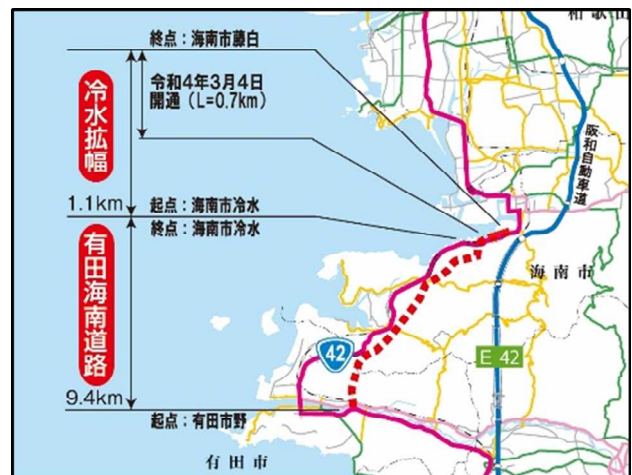 終点：海南市藤白
令和4年3月4日
開通（L=0.7km）
冷水拡幅
1.1km
起点：海南市冷水
終点：海南市冷水
有田海南道路
9.4km
起点：有田市野
有田市
42
E 42
海南市
阪和自動車道
和歌山